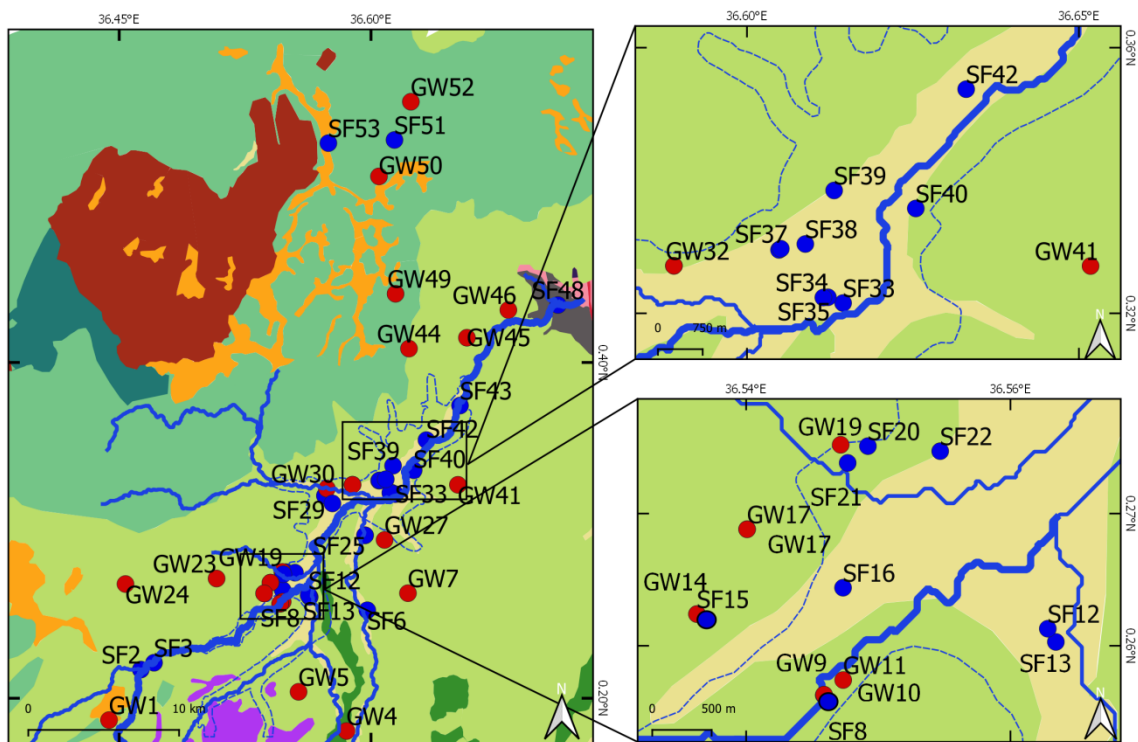 36.45°E
36.60°E
GW52
SF53
SF51
GW50
GW49
GW46
SF48
GW44
GW45
0.40°N
SF43
SF42
SF39
SF40
GW30
SF33
GW41
SF29
SF25
GW27
GW23
GW19
GW24
SF12
GW7
SF8
SF13
SF6
SF2
SF3
GW5
GW1
GW4
0
10 km
N
0.20°N
36.60°E
36.65°E
0.36°N
SF42
SF39
SF40
SF37
SF38
GW32
GW41
SF34
SF33
SF35
0.32°N
0
750 m
N
36.54°E
36.56°E
GW19
SF20
SF22
SF21
0.27°N
GW17
GW17
SF16
GW14
SF15
SF12
SF13
0.26°N
GW9
GW11
GW10
SF8
0
500 m
N